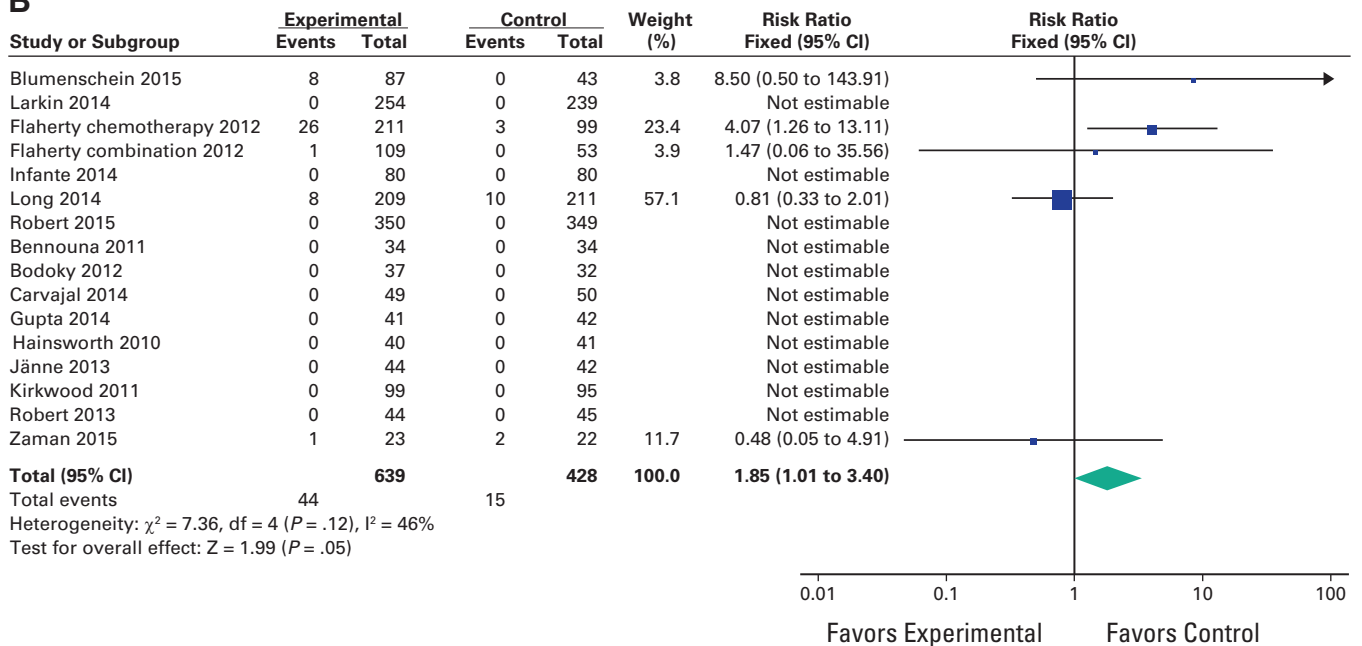 B
Experimental Control Weight Risk Ratio Risk Ratio
Study or Subgroup Events Total Events Total (%) Fixed (95% CI) Fixed (95% CI)
Blumenschein 2015 8 87 0 43 3.8 8.50 (0.50 to 143.91)
Larkin 2014 0 254 0 239 Not estimable
Flaherty chemotherapy 2012 26 211 3 99 23.4 4.07 (1.26 to 13.11)
Flaherty combination 2012 1 109 0 53 3.9 1.47 (0.06 to 35.56)
Infante 2014 0 80 0 80 Not estimable
Long 2014 8 209 10 211 57.1 0.81 (0.33 to 2.01)
Robert 2015 0 350 0 349 Not estimable
Bennouna 2011 0 34 0 34 Not estimable
Bodoky 2012 0 37 0 32 Not estimable
Carvajal 2014 0 49 0 50 Not estimable
Gupta 2014 0 41 0 42 Not estimable
Hainsworth 2010 0 40 0 41 Not estimable
Jänne 2013 0 44 0 42 Not estimable
Kirkwood 2011 0 99 0 95 Not estimable
Robert 2013 0 44 0 45 Not estimable
Zaman 2015 1 23 2 22 11.7 0.48 (0.05 to 4.91)
Total (95% CI) 639 428 100.0 1.85 (1.01 to 3.40)
Total events 44 15
Heterogeneity: χ² = 7.36, df = 4 (P = .12), I² = 46%
Test for overall effect: Z = 1.99 (P = .05)
0.01 0.1 1 10 100
Favors Experimental Favors Control